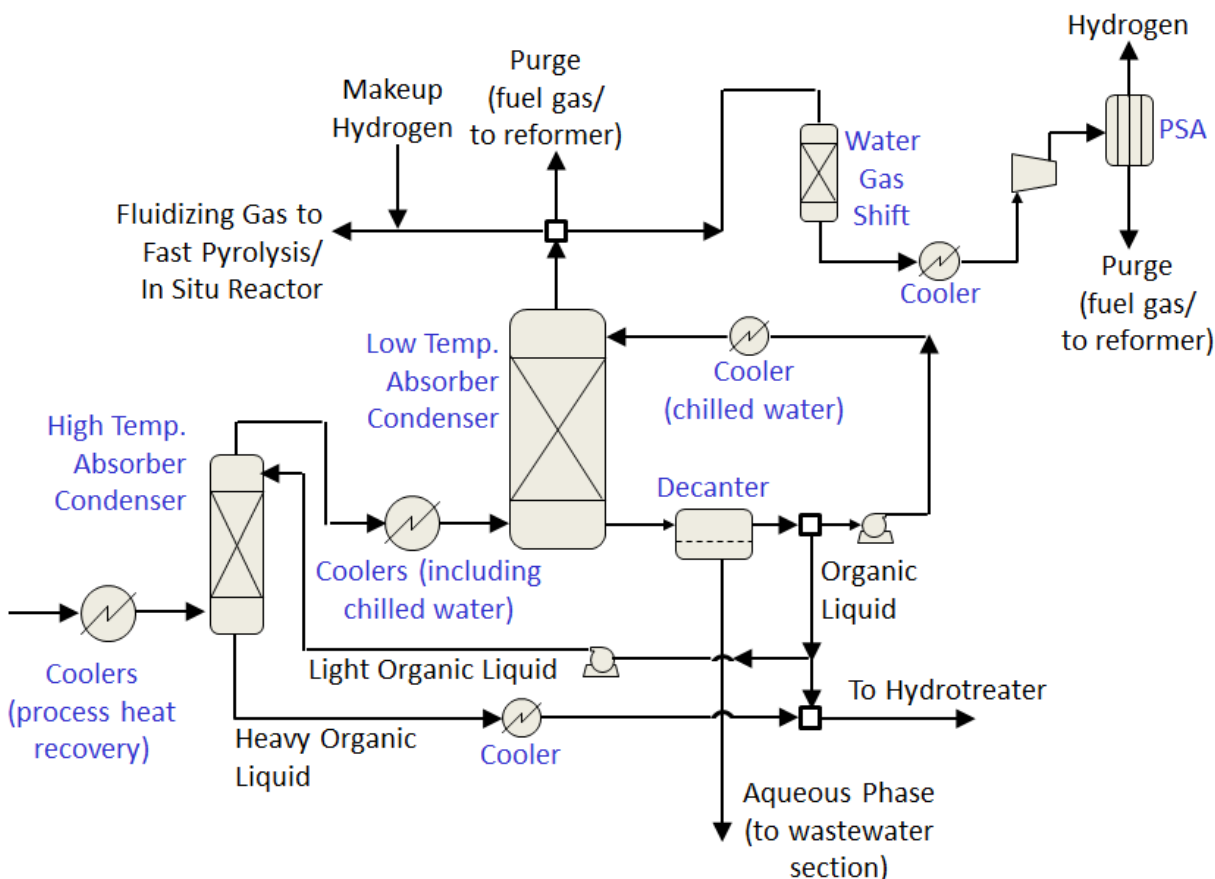 Hydrogen
Purge
(fuel gas/
to reformer)
Makeup
Hydrogen
PSA
Water
Gas
Shift
Fluidizing Gas to
Fast Pyrolysis/
In Situ Reactor
Cooler
Purge
(fuel gas/
to reformer)
Low Temp.
Absorber
Condenser
Cooler
(chilled water)
High Temp.
Absorber
Condenser
Decanter
Coolers (including
chilled water)
Organic
Liquid
Light Organic Liquid
Coolers
(process heat
recovery)
To Hydrotreater
Heavy Organic
Liquid
Cooler
Aqueous Phase
(to wastewater
section)